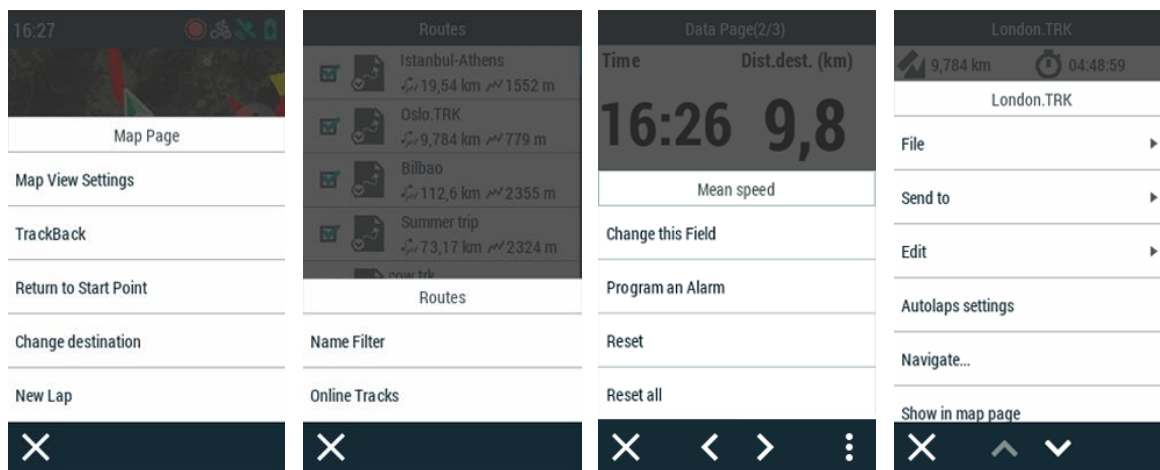 16:27
Map Page
Map View Settings
TrackBack
Return to Start Point
Change destination
New Lap
Routes
Istanbul-Athens
19,54 km 1552 m
Oslo.TRK
9,784 km 779 m
Bilbao
112,6 km 2355 m
Summer trip
73,17 km 2324 m
cow.trk
Routes
Name Filter
Online Tracks
Data Page(2/3)
Time Dist.dest. (km)
16:26 9,8
Mean speed
Change this Field
Program an Alarm
Reset
Reset all
London.TRK
9,784 km 04:48:59
London.TRK
File
Send to
Edit
Autolaps settings
Navigate...
Show in map page